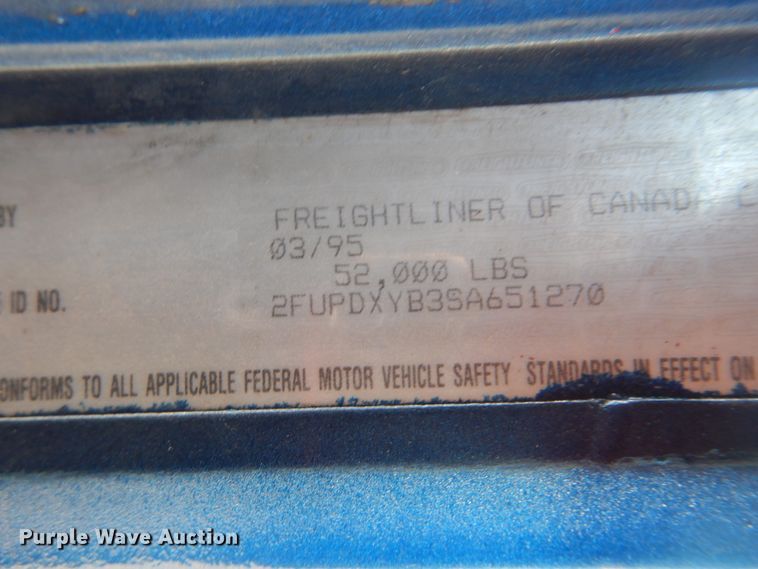 BY FREIGHTLINER OF CANADA
03/95
52,000 LBS
ID NO. 2FUPDXYB3SA651270
CONFORMS TO ALL APPLICABLE FEDERAL MOTOR VEHICLE SAFETY STANDARDS IN EFFECT ON
Purple Wave Auction